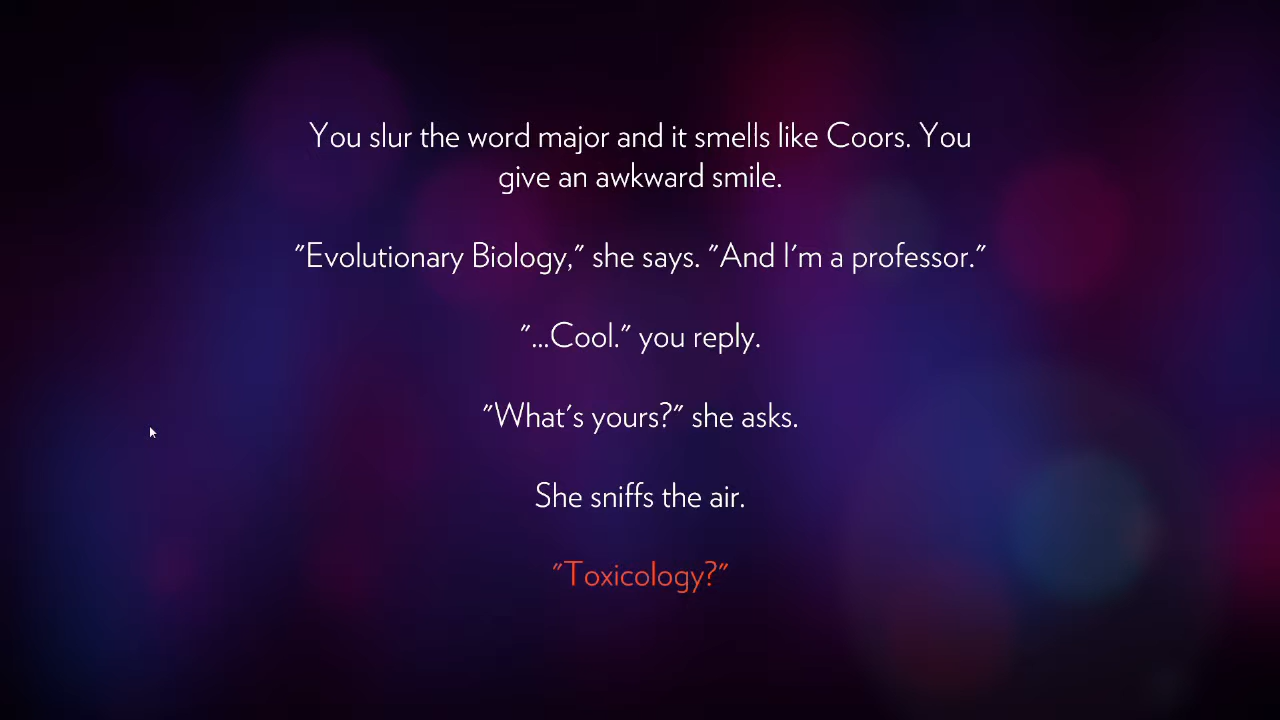 You slur the word major and it smells like Coors. You
give an awkward smile.
"Evolutionary Biology," she says. "And I'm a professor."
"...Cool." you reply.
"What's yours?" she asks.
She sniffs the air.
"Toxicology?"